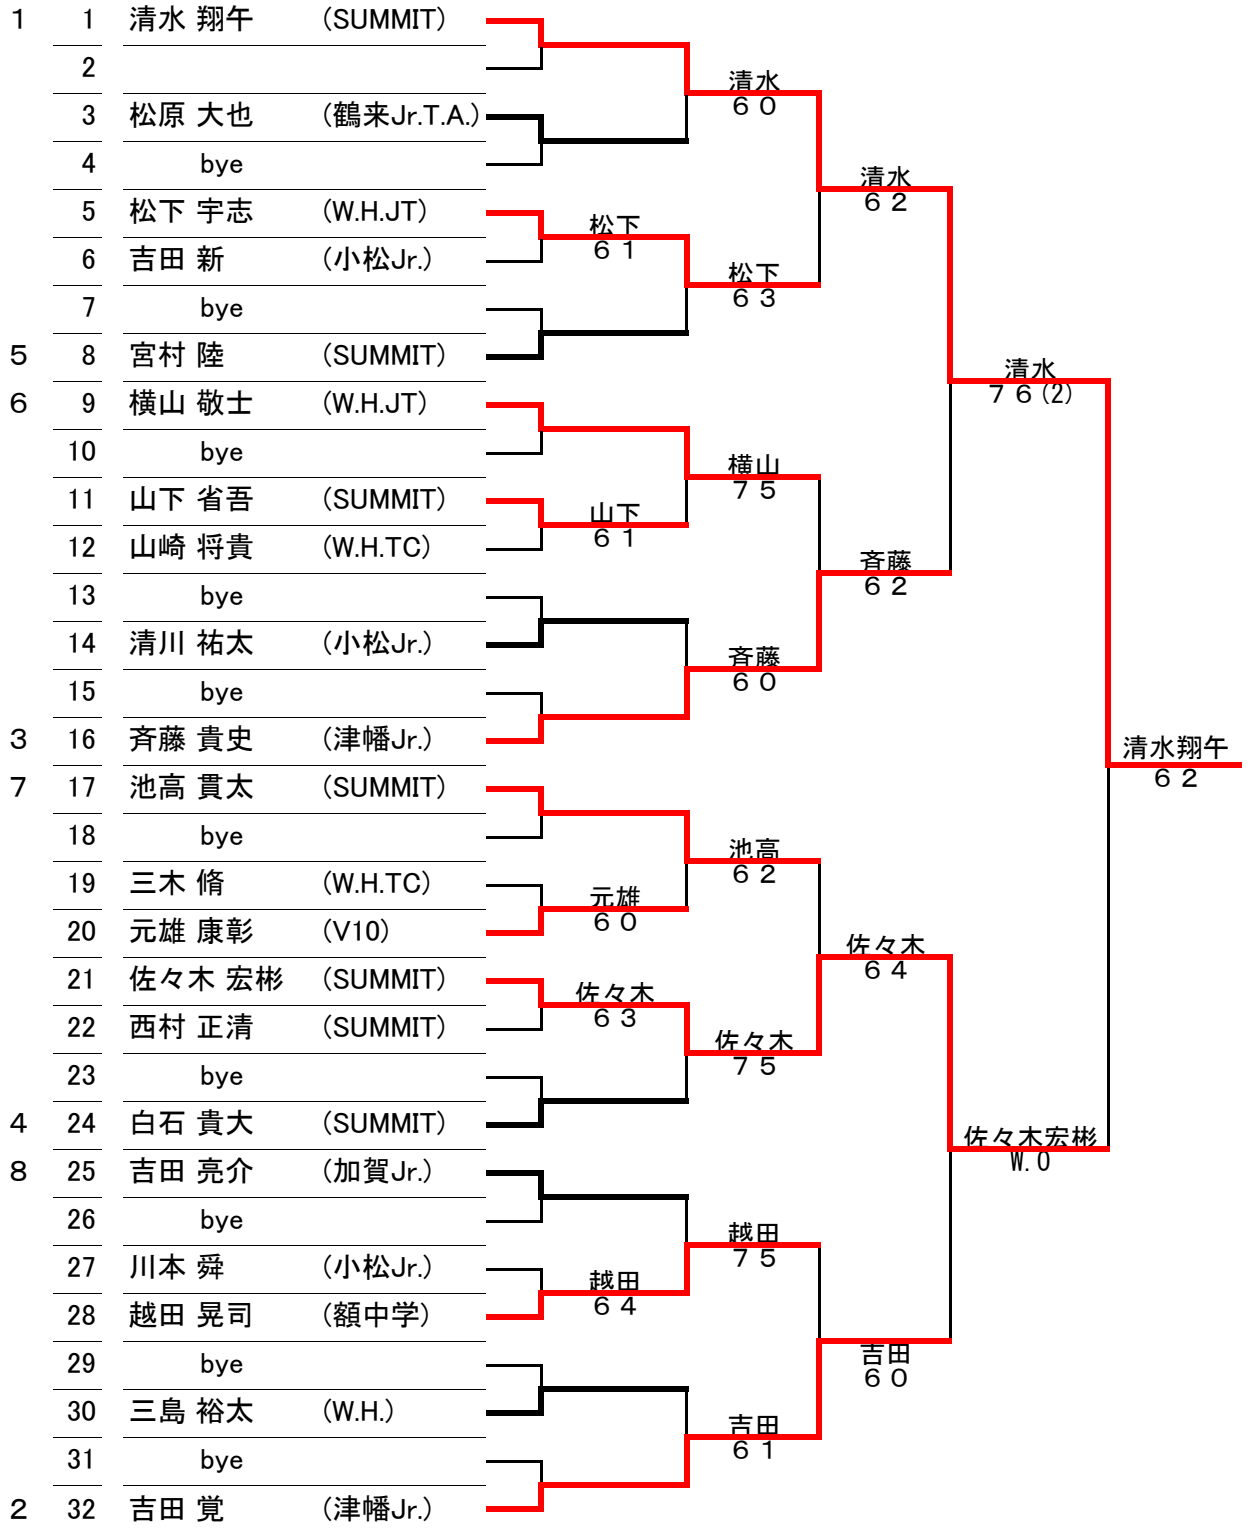 1 1 清水 翔午 (SUMMIT)
2
3 松原 大也 (鶴来Jr.T.A.)
4 bye
5 松下 宇志 (W.H.JT)
6 吉田 新 (小松Jr.)
7 bye
5 8 宮村 陸 (SUMMIT)
6 9 横山 敬士 (W.H.JT)
10 bye
11 山下 省吾 (SUMMIT)
12 山崎 将貴 (W.H.TC)
13 bye
14 清川 祐太 (小松Jr.)
15 bye
3 16 斉藤 貴史 (津幡Jr.)
7 17 池高 貫太 (SUMMIT)
18 bye
19 三木 脩 (W.H.TC)
20 元雄 康彰 (V10)
21 佐々木 宏彬 (SUMMIT)
22 西村 正清 (SUMMIT)
23 bye
4 24 白石 貴大 (SUMMIT)
8 25 吉田 亮介 (加賀Jr.)
26 bye
27 川本 舜 (小松Jr.)
28 越田 晃司 (額中学)
29 bye
30 三島 裕太 (W.H.)
31 bye
2 32 吉田 覚 (津幡Jr.)
松下
６１
山下
６１
元雄
６０
佐々木
６３
越田
６４
清水
６０
松下
６３
横山
７５
斉藤
６０
池高
６２
佐々木
７５
越田
７５
吉田
６１
清水
６２
斉藤
６２
佐々木
６４
吉田
６０
清水
７６(2)
佐々木宏彬
W.O
清水翔午
６２